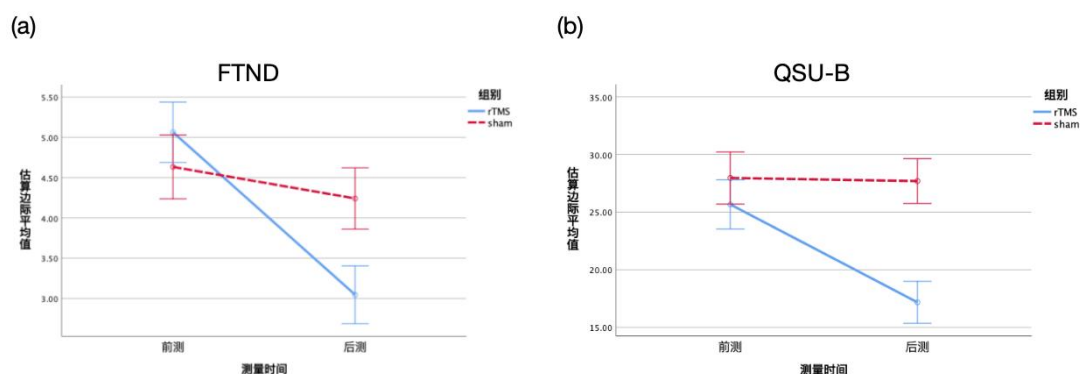 (a)
FTND
组别
rTMS
sham
5.50
5.00
4.50
4.00
3.50
3.00
估算边际平均值
前测
后测
测量时间
(b)
QSU-B
组别
rTMS
sham
35.00
30.00
25.00
20.00
15.00
估算边际平均值
前测
后测
测量时间